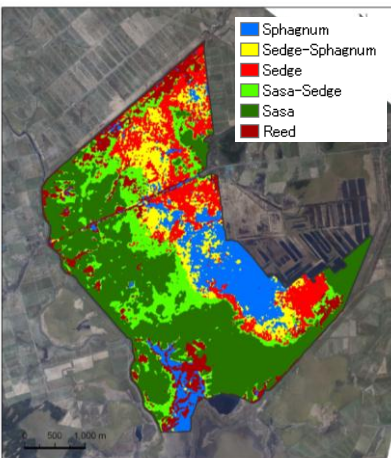 Sphagnum
Sedge-Sphagnum
Sedge
Sasa-Sedge
Sasa
Reed
0 500 1,000 m